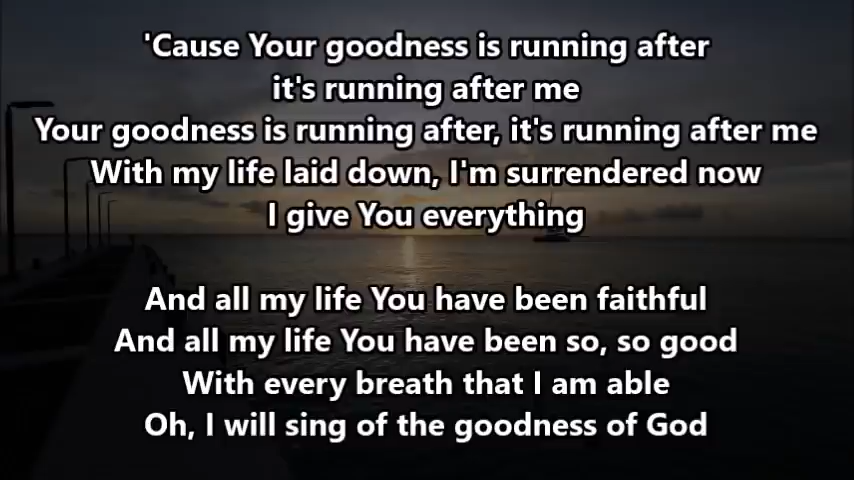 'Cause Your goodness is running after
it's running after me
Your goodness is running after, it's running after me
With my life laid down, I'm surrendered now
I give You everything
And all my life You have been faithful
And all my life You have been so, so good
With every breath that I am able
Oh, I will sing of the goodness of God